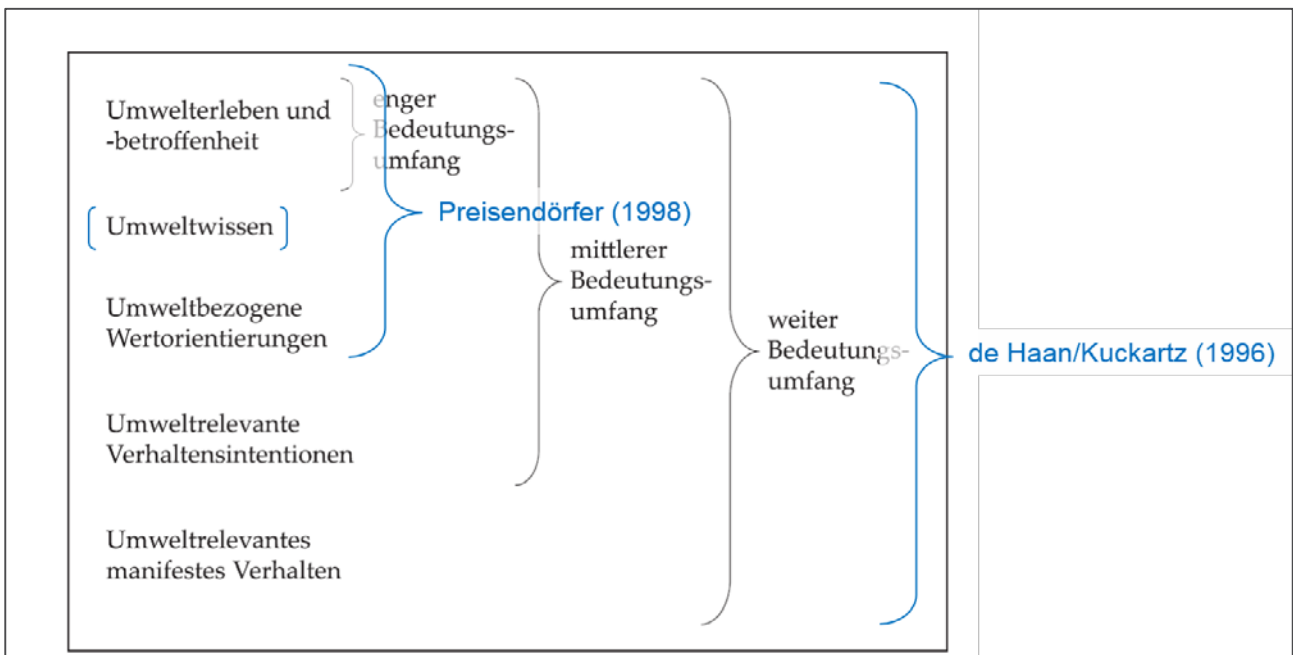 Umwelterleben und
-betroffenheit
enger
Bedeutungs-
umfang
Umweltwissen
Preisendörfer (1998)
Umweltbezogene
Wertorientierungen
mittlerer
Bedeutungs-
umfang
weiter
Bedeutungs-
umfang
de Haan/Kuckartz (1996)
Umweltrelevante
Verhaltensintentionen
Umweltrelevantes
manifestes Verhalten